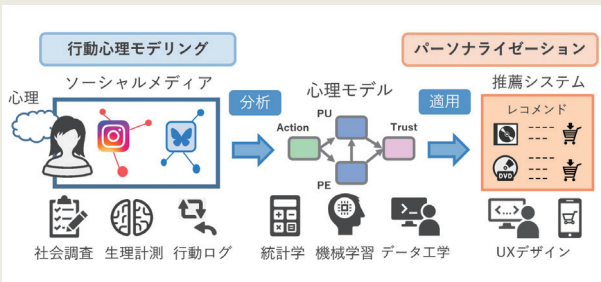 行動心理モデリング
パーソナライゼーション
ソーシャルメディア
心理モデル
推薦システム
心理
分析
適用
PU
Action
Trust
PE
レコメンド
DVD
<...>
社会調査
生理計測
行動ログ
統計学
機械学習
データ工学
UXデザイン